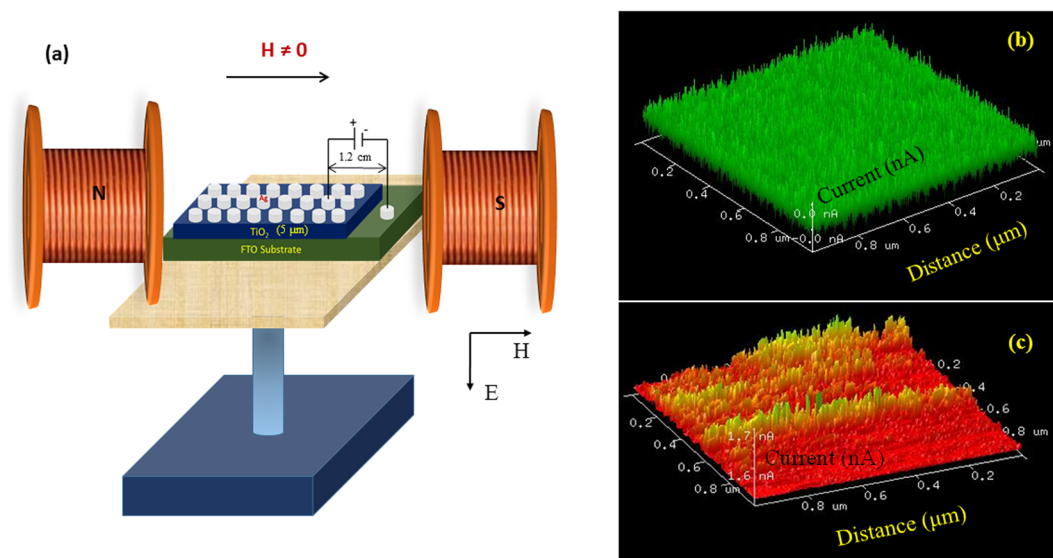 (a)
H ≠ 0
+
-
1.2 cm
N
S
Ag
TiO₂ (5 µm)
FTO Substrate
H
E
(b)
um
0.2
0.4
0.6
0.8 um
Current (nA)
0.0 nA
-0.0 nA
0.2
0.4
0.6
0.8 um
Distance (µm)
(c)
0.2
0.4
0.6
0.8 um
1.7 nA
Current (nA)
1.6 nA
0.2
0.4
0.6
0.8 um
0.2
0.4
0.6
0.8 um
Distance (µm)